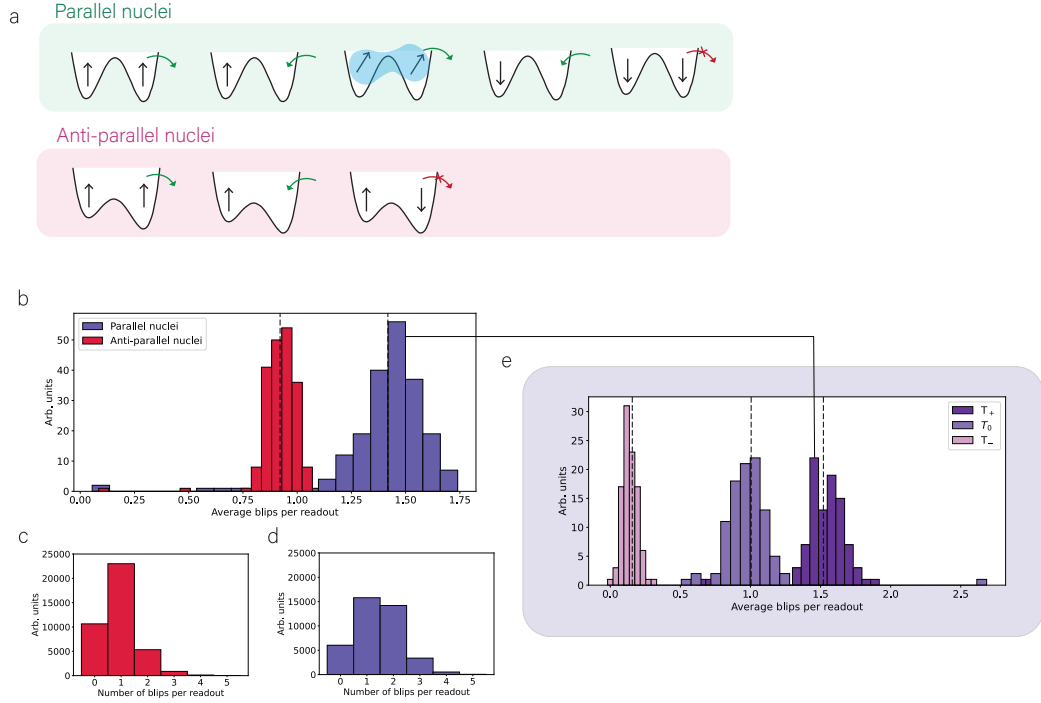 a
Parallel nuclei
Anti-parallel nuclei
b
Parallel nuclei
Anti-parallel nuclei
Arb. units
50
40
30
20
10
0
0.00 0.25 0.50 0.75 1.00 1.25 1.50 1.75
Average blips per readout
c
Arb. units
25000
20000
15000
10000
5000
0
0 1 2 3 4 5
Number of blips per readout
d
Arb. units
25000
20000
15000
10000
5000
0
0 1 2 3 4 5
Number of blips per readout
e
T₊
T₀
T₋
Arb. units
30
25
20
15
10
5
0
0.0 0.5 1.0 1.5 2.0 2.5
Average blips per readout